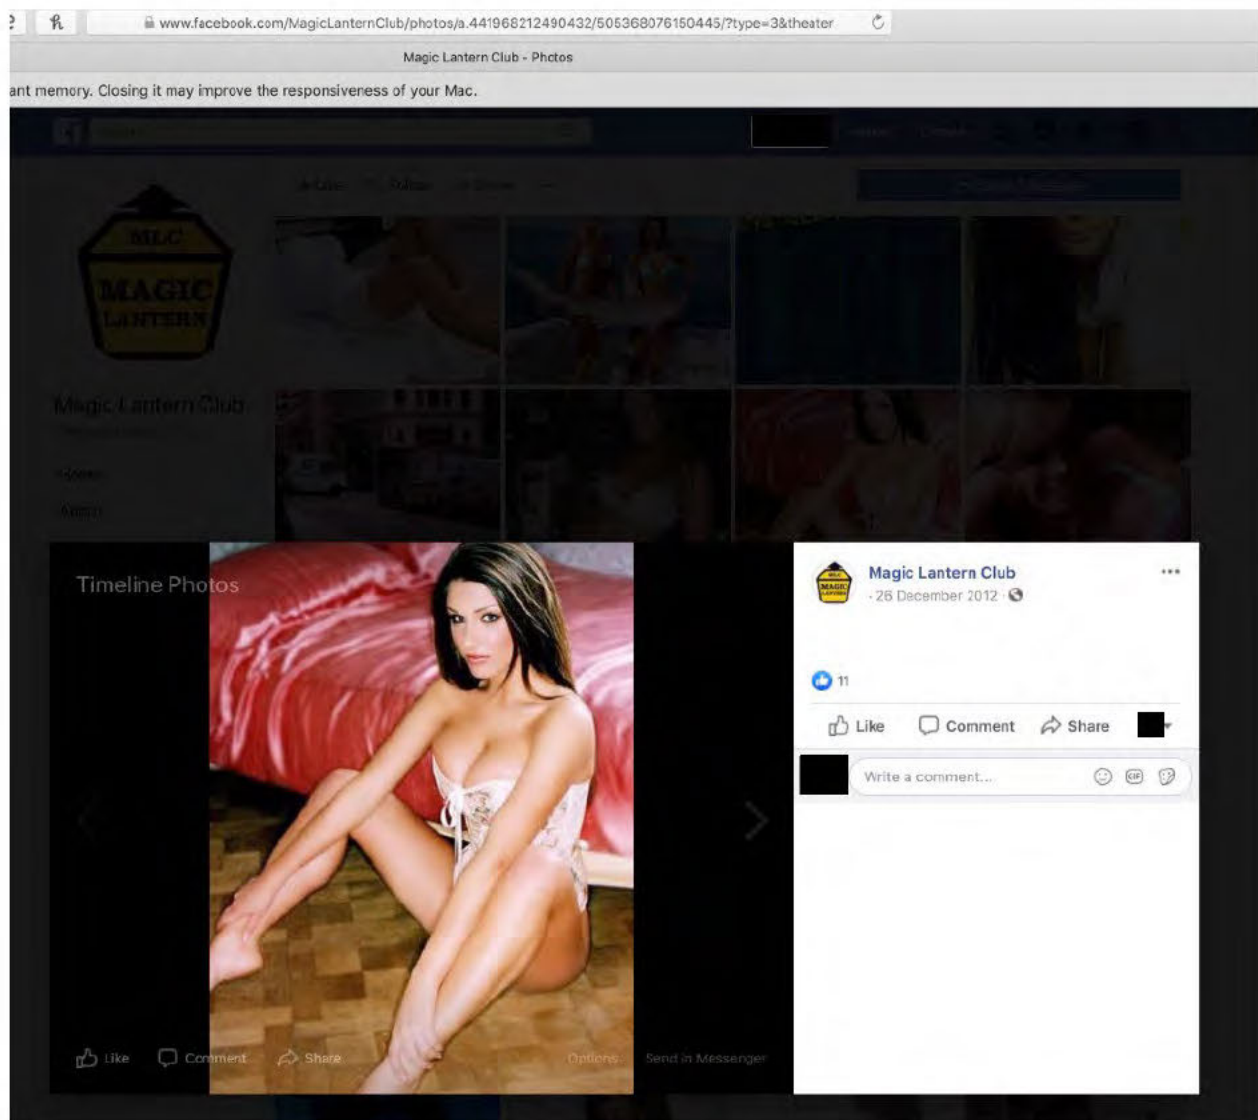 www.facebook.com/MagicLanternClub/photos/a.441968212490432/505368076150445/?type=3&theater
Magic Lantern Club - Photos
ant memory. Closing it may improve the responsiveness of your Mac.
MLC
MAGIC
LANTERN
Magic Lantern Club
Timeline Photos
Magic Lantern Club
· 26 December 2012 ·
11
Like Comment Share
Write a comment... GIF
Like Comment Share Options Send in Messenger